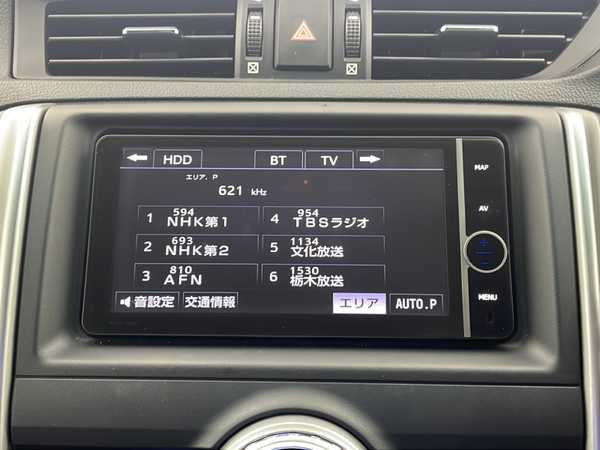 HDD BT TV
エリア. P
621 kHz
1 594 NHK第1
4 954 TBSラジオ
2 693 NHK第2
5 1134 文化放送
3 810 AFN
6 1530 栃木放送
音設定 交通情報 エリア AUTO.P
MAP
AV
MENU